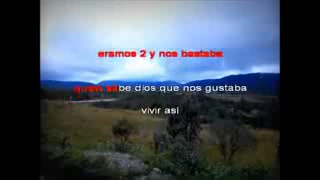 eramos 2 y nos bastaba
quien sabe dios que nos gustaba
vivir asi